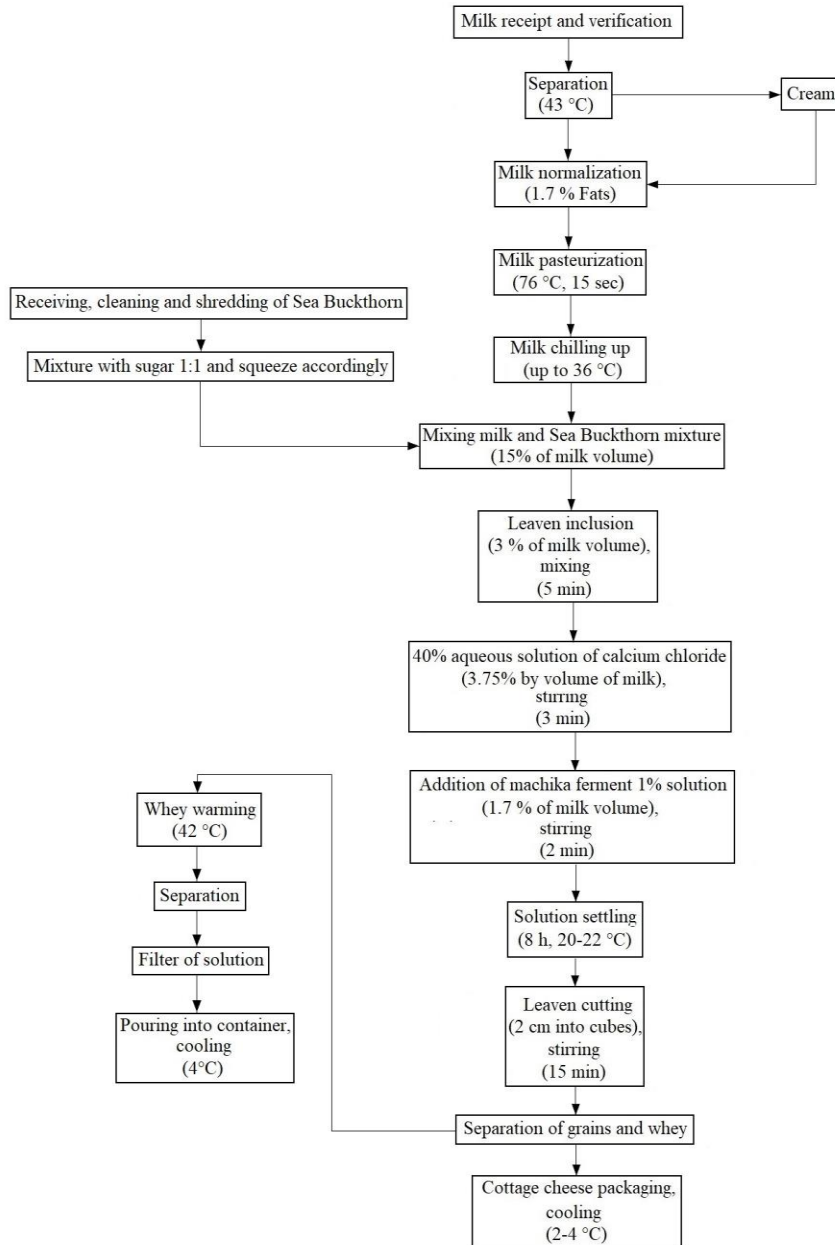 Milk receipt and verification
Separation
(43 °C)
Cream
Milk normalization
(1.7 % Fats)
Milk pasteurization
(76 °C, 15 sec)
Receiving, cleaning and shredding of Sea Buckthorn
Mixture with sugar 1:1 and squeeze accordingly
Milk chilling up
(up to 36 °C)
Mixing milk and Sea Buckthorn mixture
(15% of milk volume)
Leaven inclusion
(3 % of milk volume),
mixing
(5 min)
40% aqueous solution of calcium chloride
(3.75% by volume of milk),
stirring
(3 min)
Addition of machika ferment 1% solution
(1.7 % of milk volume),
stirring
(2 min)
Whey warming
(42 °C)
Separation
Filter of solution
Pouring into container,
cooling
(4°C)
Solution settling
(8 h, 20-22 °C)
Leaven cutting
(2 cm into cubes),
stirring
(15 min)
Separation of grains and whey
Cottage cheese packaging,
cooling
(2-4 °C)